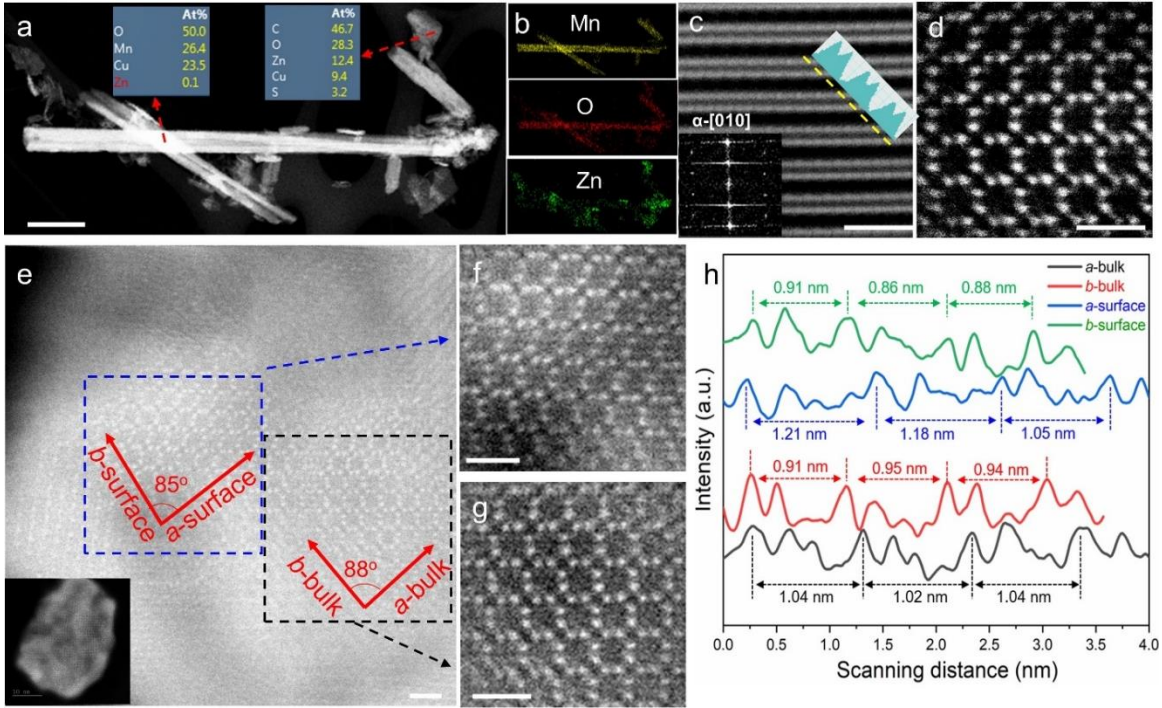 a
At%
O 50.0
Mn 26.4
Cu 23.5
Zn 0.1
At%
C 46.7
O 28.3
Zn 12.4
Cu 9.4
S 3.2
b
Mn
O
Zn
c
α-[010]
d
e
b-surface
85°
a-surface
b-bulk
88°
a-bulk
f
g
h
a-bulk
b-bulk
a-surface
b-surface
0.91 nm
0.86 nm
0.88 nm
1.21 nm
1.18 nm
1.05 nm
0.91 nm
0.95 nm
0.94 nm
1.04 nm
1.02 nm
1.04 nm
Intensity (a.u.)
0.0 0.5 1.0 1.5 2.0 2.5 3.0 3.5 4.0
Scanning distance (nm)